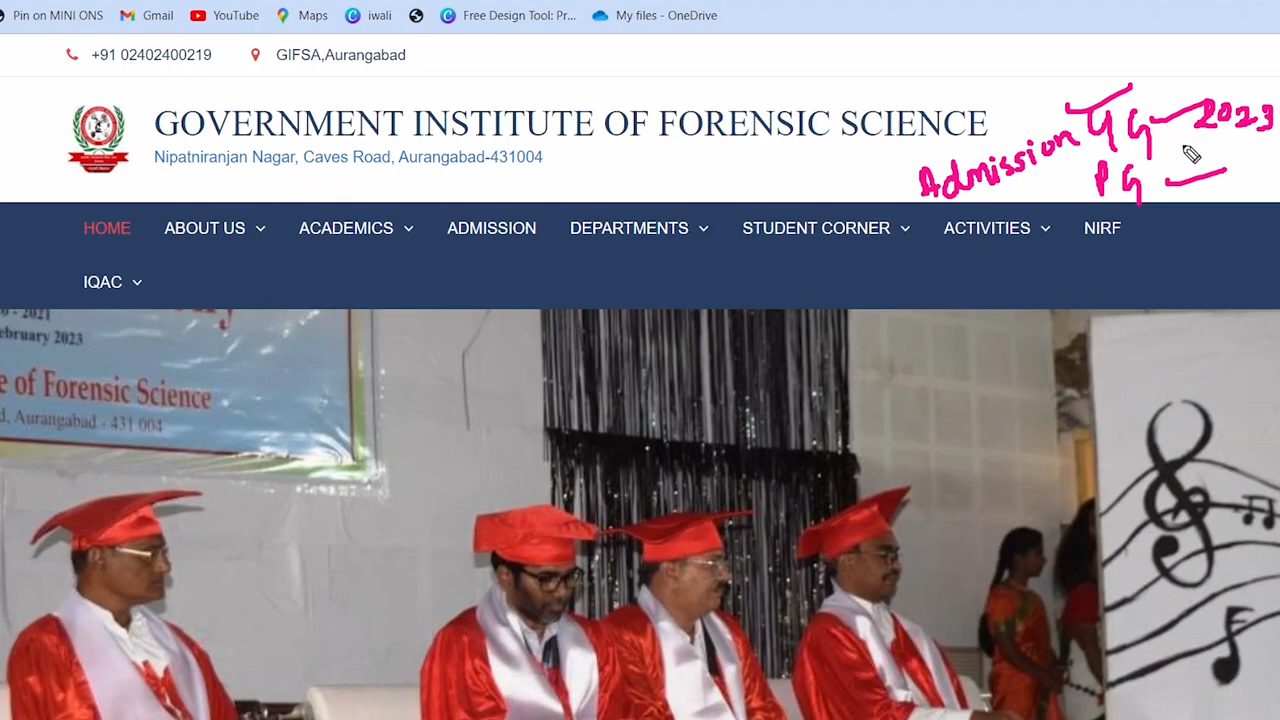 Pin on MINI ONS Gmail YouTube Maps iwali Free Design Tool: Pr... My files - OneDrive
+91 02402400219 GIFSA,Aurangabad
GOVERNMENT INSTITUTE OF FORENSIC SCIENCE
Nipatniranjan Nagar, Caves Road, Aurangabad-431004
Admission UG 2023
PG
HOME ABOUT US ACADEMICS ADMISSION DEPARTMENTS STUDENT CORNER ACTIVITIES NIRF
IQAC
- 2021
ebruary 2023
e of Forensic Science
d, Aurangabad - 431 004